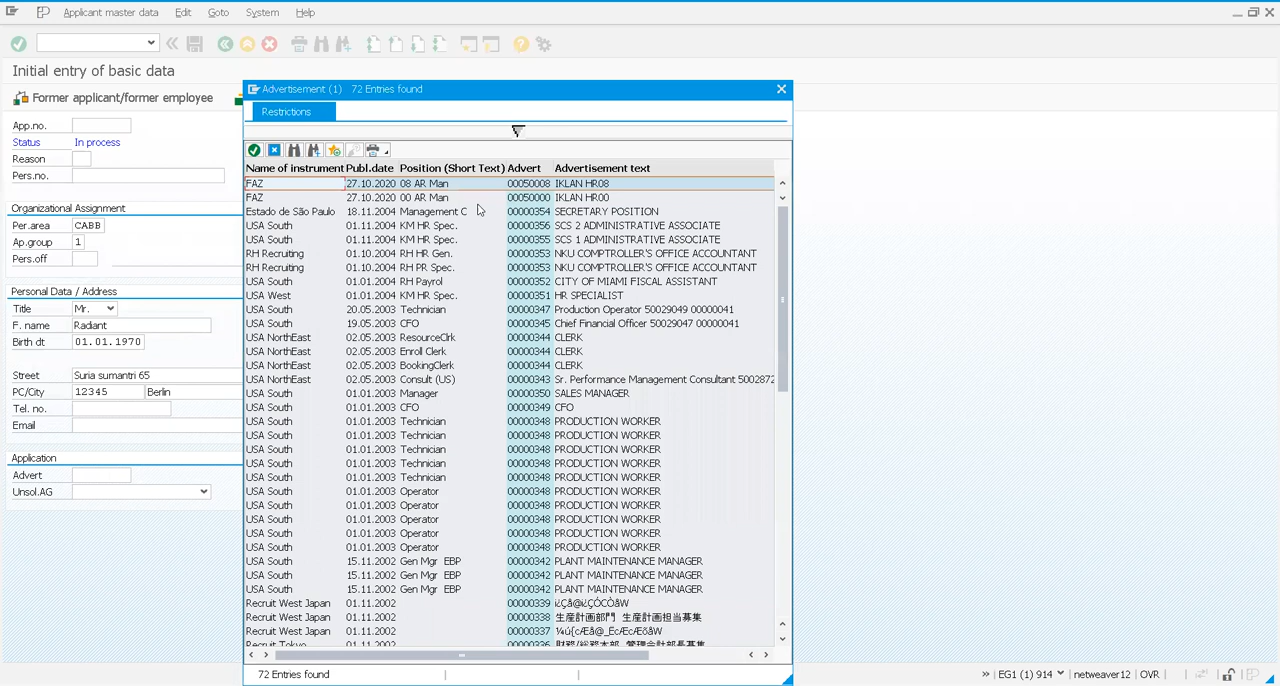 Applicant master data Edit Goto System Help
Initial entry of basic data
Former applicant/former employee
App.no.
Status In process
Reason
Pers.no.
Organizational Assignment
Per.area CABB
Ap.group 1
Pers.off
Personal Data / Address
Title Mr.
F. name Radant
Birth dt 01.01.1970
Street Suria sumantri 65
PC/City 12345 Berlin
Tel. no.
Email
Application
Advert
Unsol.AG
Advertisement (1) 72 Entries found
Restrictions
Name of instrument Publ.date Position (Short Text) Advert Advertisement text
FAZ 27.10.2020 08 AR Man 00050008 IKLAN HR08
FAZ 27.10.2020 00 AR Man 00050000 IKLAN HR00
Estado de São Paulo 18.11.2004 Management C 00000354 SECRETARY POSITION
USA South 01.11.2004 KM HR Spec. 00000356 SCS 2 ADMINISTRATIVE ASSOCIATE
USA South 01.11.2004 KM HR Spec. 00000355 SCS 1 ADMINISTRATIVE ASSOCIATE
RH Recruiting 01.10.2004 RH HR Gen. 00000353 NKU COMPTROLLER'S OFFICE ACCOUNTANT
RH Recruiting 01.10.2004 RH PR Spec. 00000353 NKU COMPTROLLER'S OFFICE ACCOUNTANT
USA South 01.11.2004 RH Payrol 00000352 CITY OF MIAMI FISCAL ASSISTANT
USA West 01.11.2004 KM HR Spec. 00000351 HR SPECIALIST
USA South 20.05.2003 Technician 00000347 Production Operator 50029049 00000041
USA South 19.05.2003 CFO 00000345 Chief Financial Officer 50029047 00000041
USA NorthEast 02.05.2003 ResourceClrk 00000344 CLERK
USA NorthEast 02.05.2003 Enroll Clerk 00000344 CLERK
USA NorthEast 02.05.2003 BookingClerk 00000344 CLERK
USA NorthEast 02.05.2003 Consult (US) 00000343 Sr. Performance Management Consultant 5002872
USA South 01.01.2003 Manager 00000350 SALES MANAGER
USA South 01.01.2003 CFO 00000349 CFO
USA South 01.01.2003 Technician 00000348 PRODUCTION WORKER
USA South 01.01.2003 Technician 00000348 PRODUCTION WORKER
USA South 01.01.2003 Technician 00000348 PRODUCTION WORKER
USA South 01.01.2003 Technician 00000348 PRODUCTION WORKER
USA South 01.01.2003 Technician 00000348 PRODUCTION WORKER
USA South 01.01.2003 Operator 00000348 PRODUCTION WORKER
USA South 01.01.2003 Operator 00000348 PRODUCTION WORKER
USA South 01.01.2003 Operator 00000348 PRODUCTION WORKER
USA South 01.01.2003 Operator 00000348 PRODUCTION WORKER
USA South 01.01.2003 Operator 00000348 PRODUCTION WORKER
USA South 15.11.2002 Gen Mgr EBP 00000342 PLANT MAINTENANCE MANAGER
USA South 15.11.2002 Gen Mgr EBP 00000342 PLANT MAINTENANCE MANAGER
USA South 15.11.2002 Gen Mgr EBP 00000342 PLANT MAINTENANCE MANAGER
Recruit West Japan 01.11.2002 00000339
Recruit West Japan 01.11.2002 00000338 生産計画部門 生産計画担当募集
Recruit West Japan 01.11.2002 00000337
Recruit Tokyo 01.11.2002 00000336 財務/総務本部 管理会計部長募集
72 Entries found
EG1 (1) 914 netweaver12 OVR